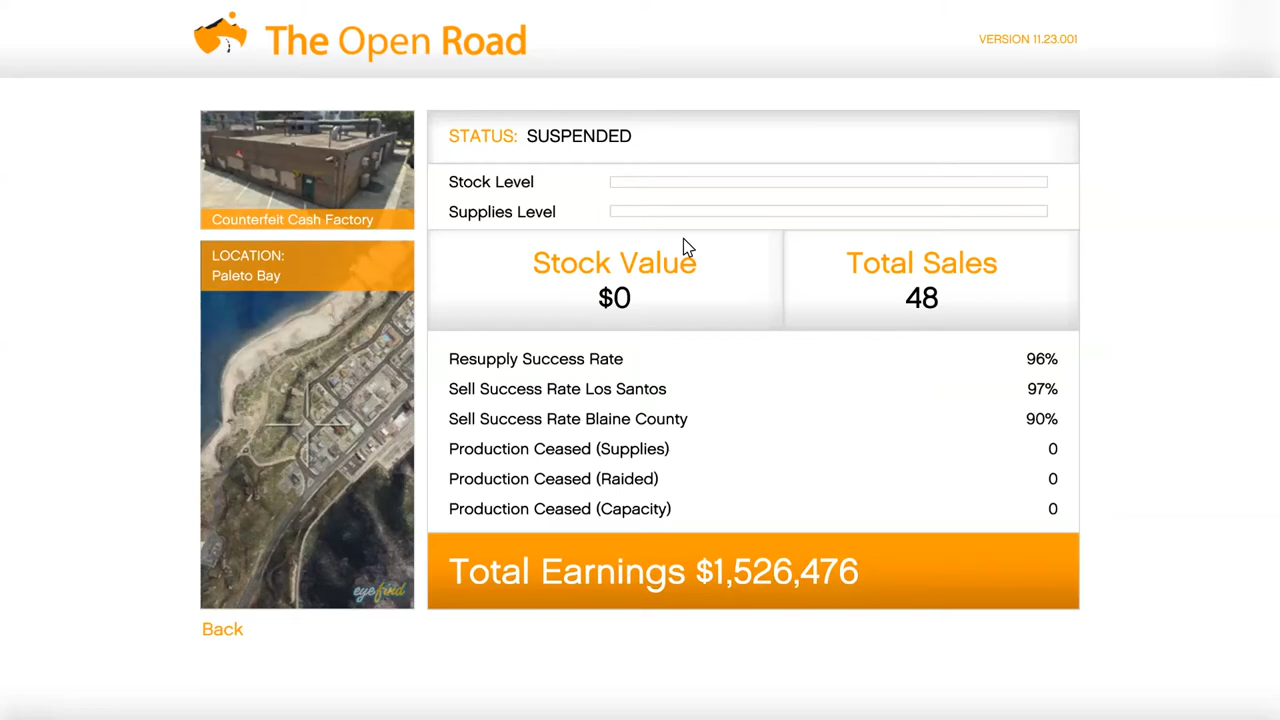 The Open Road
VERSION 11.23.001
Counterfeit Cash Factory
LOCATION:
Paleto Bay
eyefind
Back
STATUS: SUSPENDED
Stock Level
Supplies Level
Stock Value
$0
Total Sales
48
Resupply Success Rate 96%
Sell Success Rate Los Santos 97%
Sell Success Rate Blaine County 90%
Production Ceased (Supplies) 0
Production Ceased (Raided) 0
Production Ceased (Capacity) 0
Total Earnings $1,526,476